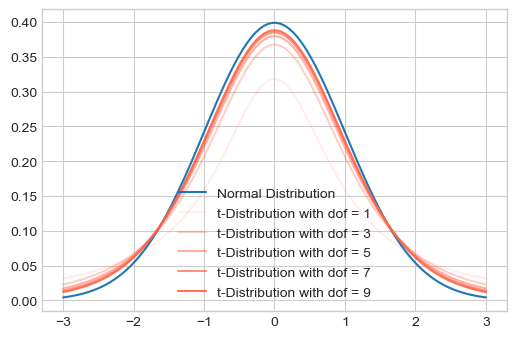 0.40
0.35
0.30
0.25
0.20
0.15
0.10
0.05
0.00
Normal Distribution
t-Distribution with dof = 1
t-Distribution with dof = 3
t-Distribution with dof = 5
t-Distribution with dof = 7
t-Distribution with dof = 9
−3 −2 −1 0 1 2 3